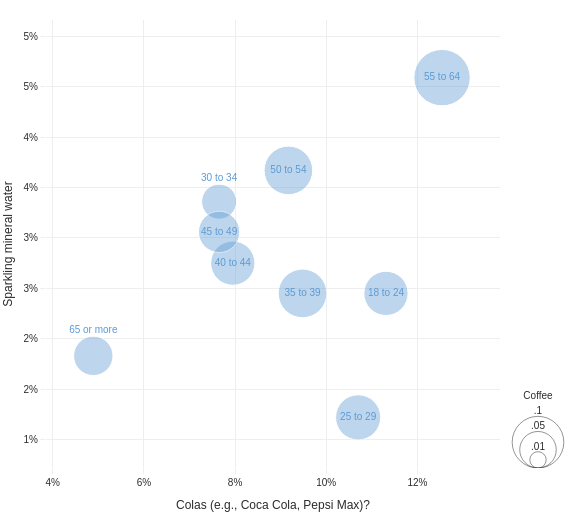 5%
5%
4%
4%
3%
3%
2%
2%
1%
Sparkling mineral water
55 to 64
50 to 54
30 to 34
45 to 49
40 to 44
35 to 39
18 to 24
65 or more
25 to 29
Coffee
.1
.05
.01
4%
6%
8%
10%
12%
Colas (e.g., Coca Cola, Pepsi Max)?